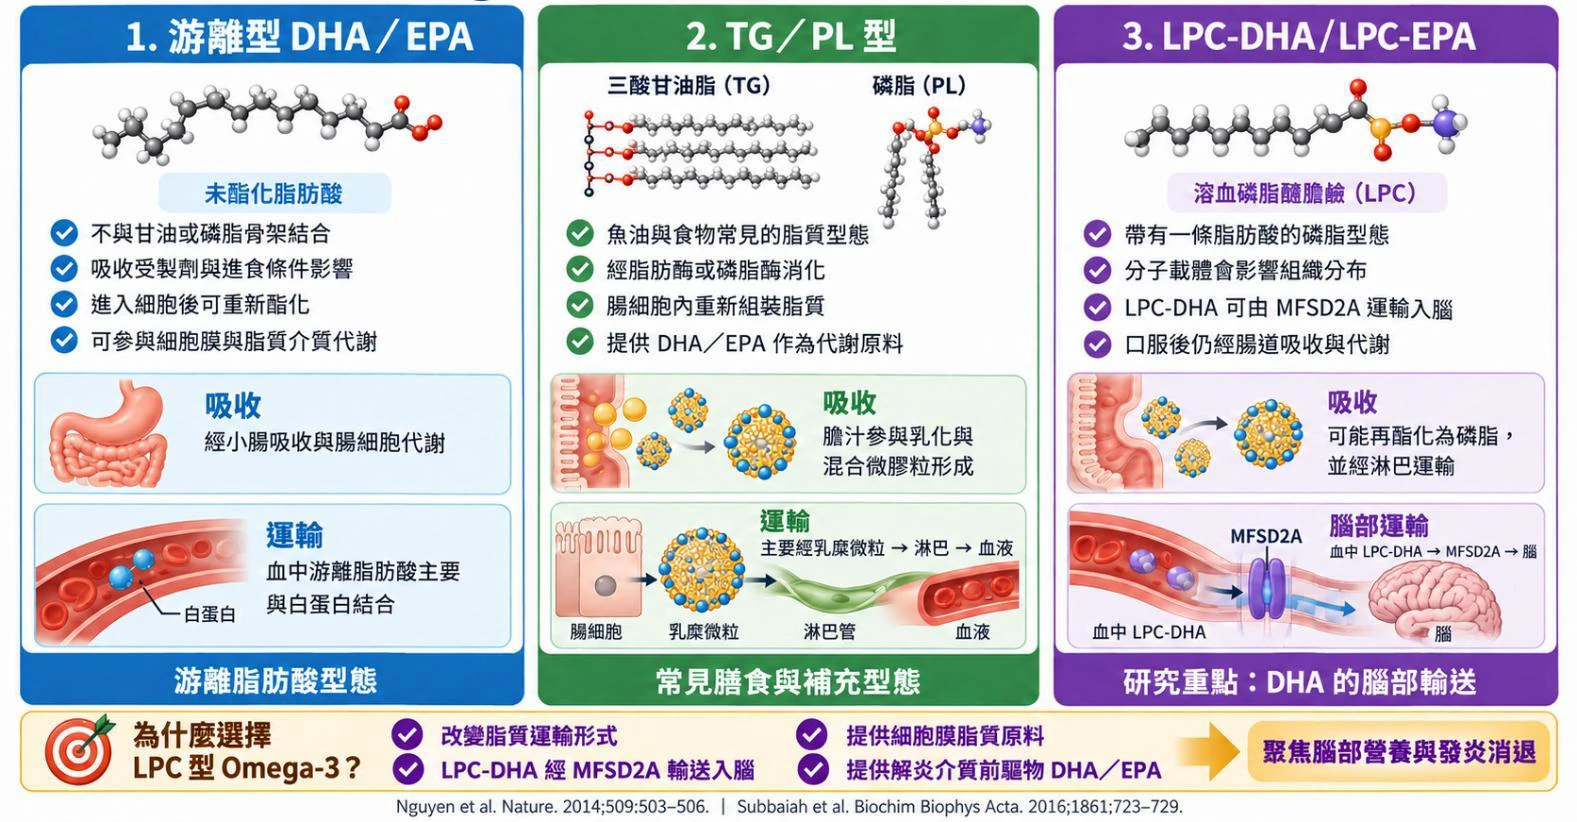 1. 游離型 DHA／EPA
未酯化脂肪酸
不與甘油或磷脂骨架結合
吸收受製劑與進食條件影響
進入細胞後可重新酯化
可參與細胞膜與脂質介質代謝
吸收
經小腸吸收與腸細胞代謝
運輸
血中游離脂肪酸主要
與白蛋白結合
白蛋白
游離脂肪酸型態
2. TG／PL 型
三酸甘油脂（TG）
磷脂（PL）
魚油與食物常見的脂質型態
經脂肪酶或磷脂酶消化
腸細胞內重新組裝脂質
提供 DHA／EPA 作為代謝原料
吸收
膽汁參與乳化與
混合微膠粒形成
運輸
主要經乳糜微粒 → 淋巴 → 血液
腸細胞
乳糜微粒
淋巴管
血液
常見膳食與補充型態
3. LPC-DHA/LPC-EPA
溶血磷脂醯膽鹼（LPC）
帶有一條脂肪酸的磷脂型態
分子載體會影響組織分布
LPC-DHA 可由 MFSD2A 運輸入腦
口服後仍經腸道吸收與代謝
吸收
可能再酯化為磷脂，
並經淋巴運輸
腦部運輸
血中 LPC-DHA → MFSD2A → 腦
MFSD2A
血中 LPC-DHA
腦
研究重點：DHA 的腦部輸送
為什麼選擇
LPC 型 Omega-3？
改變脂質運輸形式
LPC-DHA 經 MFSD2A 輸送入腦
提供細胞膜脂質原料
提供解炎介質前驅物 DHA／EPA
聚焦腦部營養與發炎消退
Nguyen et al. Nature. 2014;509:503–506. | Subbaiah et al. Biochim Biophys Acta. 2016;1861;723–729.